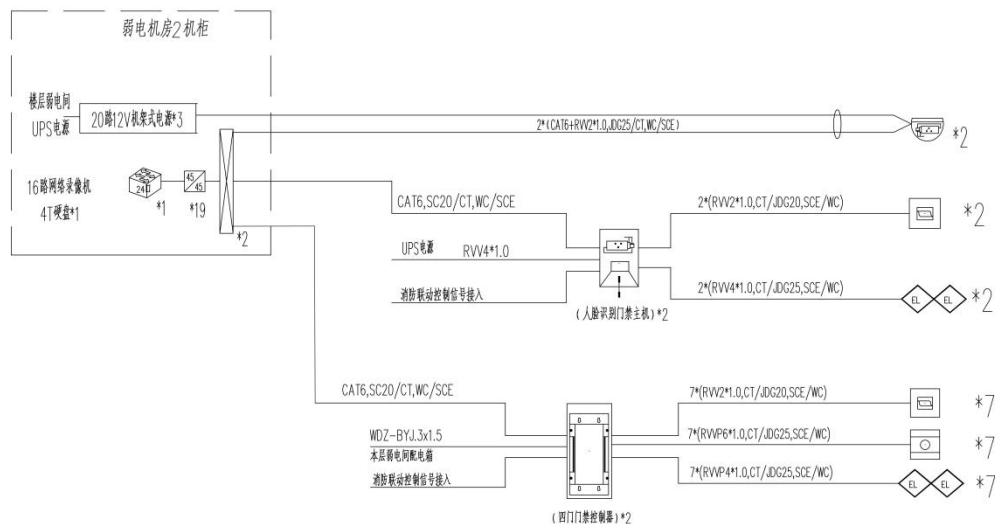 弱电机房2机柜
楼层弱电间
UPS电源
20路12V机架式电源*3
2*(CAT6+RVV2*1.0,JDG25/CT,WC/SCE)
*2
16路网络录像机
4T硬盘*1
24
*1
45
45
*19
*2
CAT6,SC20/CT,WC/SCE
UPS电源
RVV4*1.0
消防联动控制信号接入
(人脸识别门禁主机)*2
2*(RVV2*1.0,CT/JDG20,SCE/WC)
*2
2*(RVV4*1.0,CT/JDG25,SCE/WC)
EL
EL
*2
CAT6,SC20/CT,WC/SCE
WDZ-BYJ.3x1.5
本层弱电间配电箱
消防联动控制信号接入
(四门门禁控制器)*2
7*(RVV2*1.0,CT/JDG20,SCE/WC)
*7
7*(RVVP6*1.0,CT/JDG25,SCE/WC)
*7
7*(RVVP4*1.0,CT/JDG25,SCE/WC)
EL
EL
*7